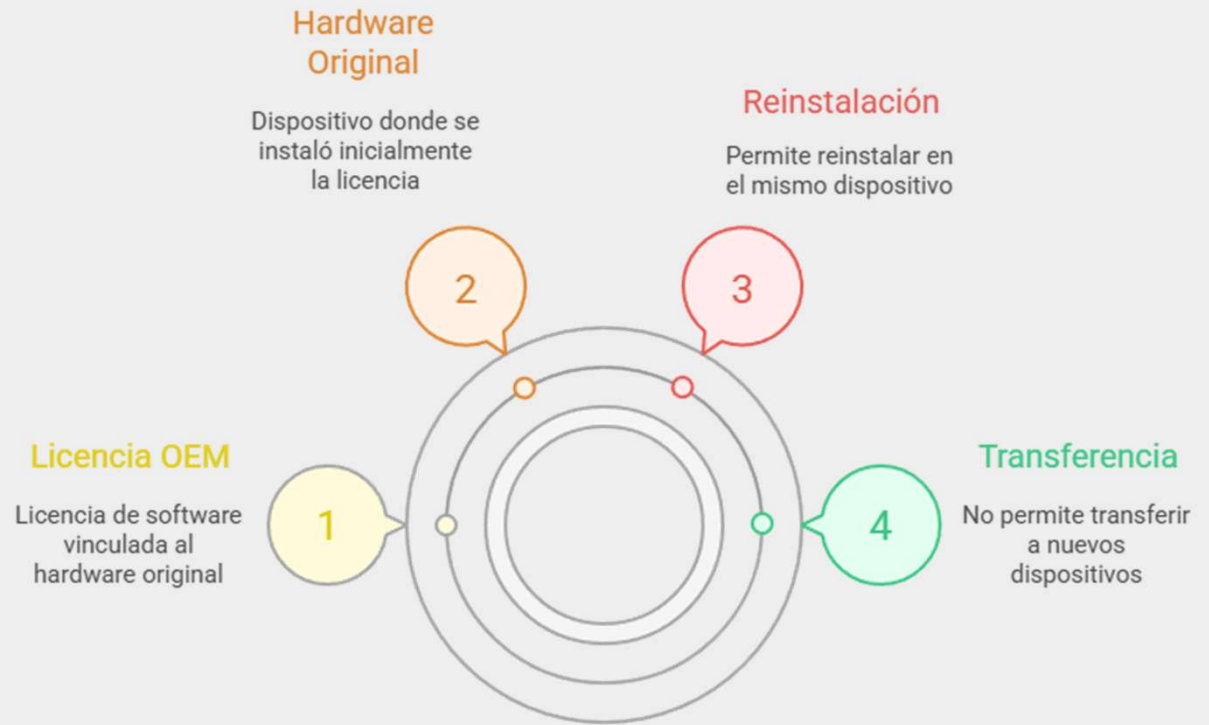 Hardware
Original
Dispositivo donde se
instaló inicialmente
la licencia
Reinstalación
Permite reinstalar en
el mismo dispositivo
2
3
Licencia OEM
Licencia de software
vinculada al
hardware original
1
4
Transferencia
No permite transferir
a nuevos
dispositivos